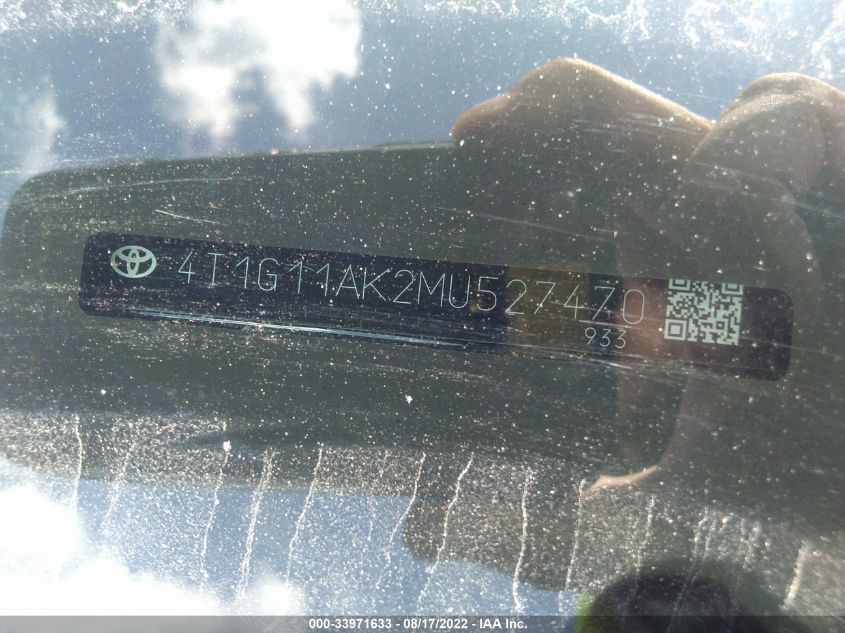 4T1G11AK2MU527470
933
000-33971633 - 08/17/2022 - IAA Inc.